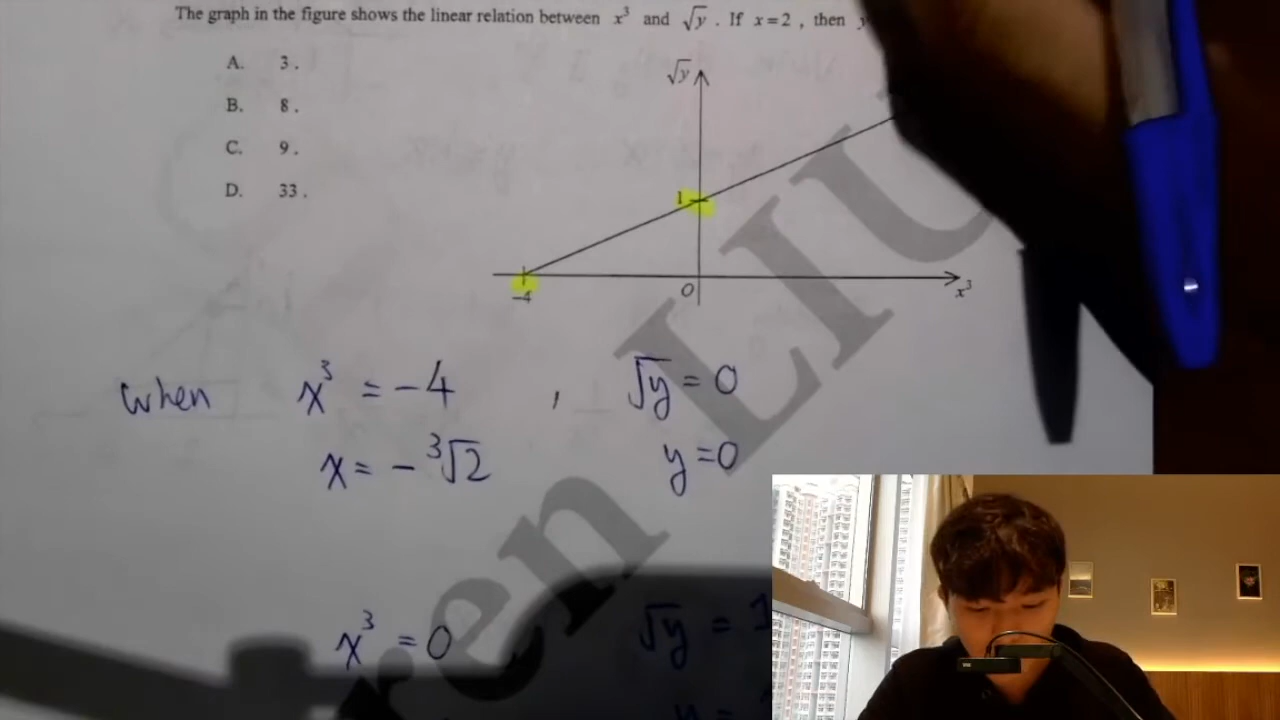 The graph in the figure shows the linear relation between x³ and √y . If x = 2 , then
A. 3 .
B. 8 .
C. 9 .
D. 33 .
√y
1
-4
O
x³
when x³ = -4 , √y = 0
x = - ³√2 y = 0
x³ = 0 , √y = 1